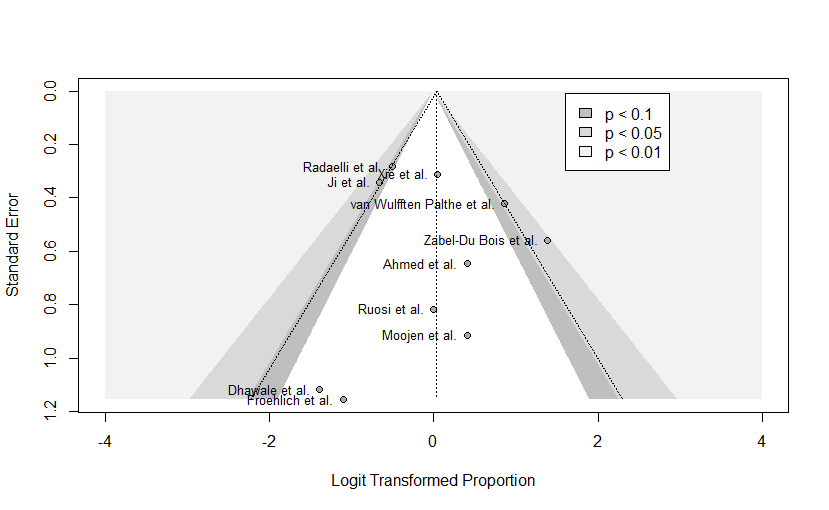 p < 0.1
p < 0.05
p < 0.01
Radaelli et al.
Xie et al.
Ji et al.
van Wulfften Palthe et al.
Zabel-Du Bois et al.
Ahmed et al.
Ruosi et al.
Moojen et al.
Dhawale et al.
Froehlich et al.
0.0
0.2
0.4
0.6
0.8
1.0
1.2
Standard Error
-4 -2 0 2 4
Logit Transformed Proportion